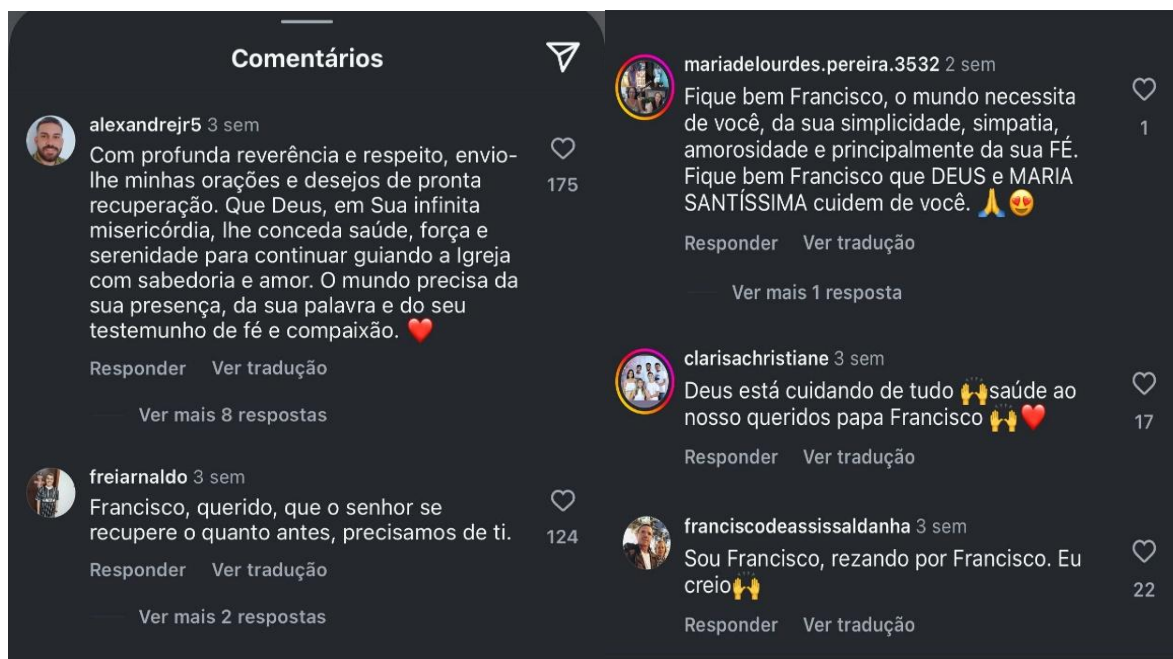 Comentários
alexandrejr5 3 sem
Com profunda reverência e respeito, envio-
lhe minhas orações e desejos de pronta
recuperação. Que Deus, em Sua infinita
misericórdia, lhe conceda saúde, força e
serenidade para continuar guiando a Igreja
com sabedoria e amor. O mundo precisa da
sua presença, da sua palavra e do seu
testemunho de fé e compaixão. ❤️
175
Responder Ver tradução
Ver mais 8 respostas
freiarnaldo 3 sem
Francisco, querido, que o senhor se
recupere o quanto antes, precisamos de ti.
124
Responder Ver tradução
Ver mais 2 respostas
mariadelourdes.pereira.3532 2 sem
Fique bem Francisco, o mundo necessita
de você, da sua simplicidade, simpatia,
amorosidade e principalmente da sua FÉ.
Fique bem Francisco que DEUS e MARIA
SANTÍSSIMA cuidem de você. 🙏😍
1
Responder Ver tradução
Ver mais 1 resposta
clarisachristiane 3 sem
Deus está cuidando de tudo 🙌saúde ao
nosso queridos papa Francisco 🙌❤️
17
Responder Ver tradução
franciscodeassissaldanha 3 sem
Sou Francisco, rezando por Francisco. Eu
creio🙌
22
Responder Ver tradução